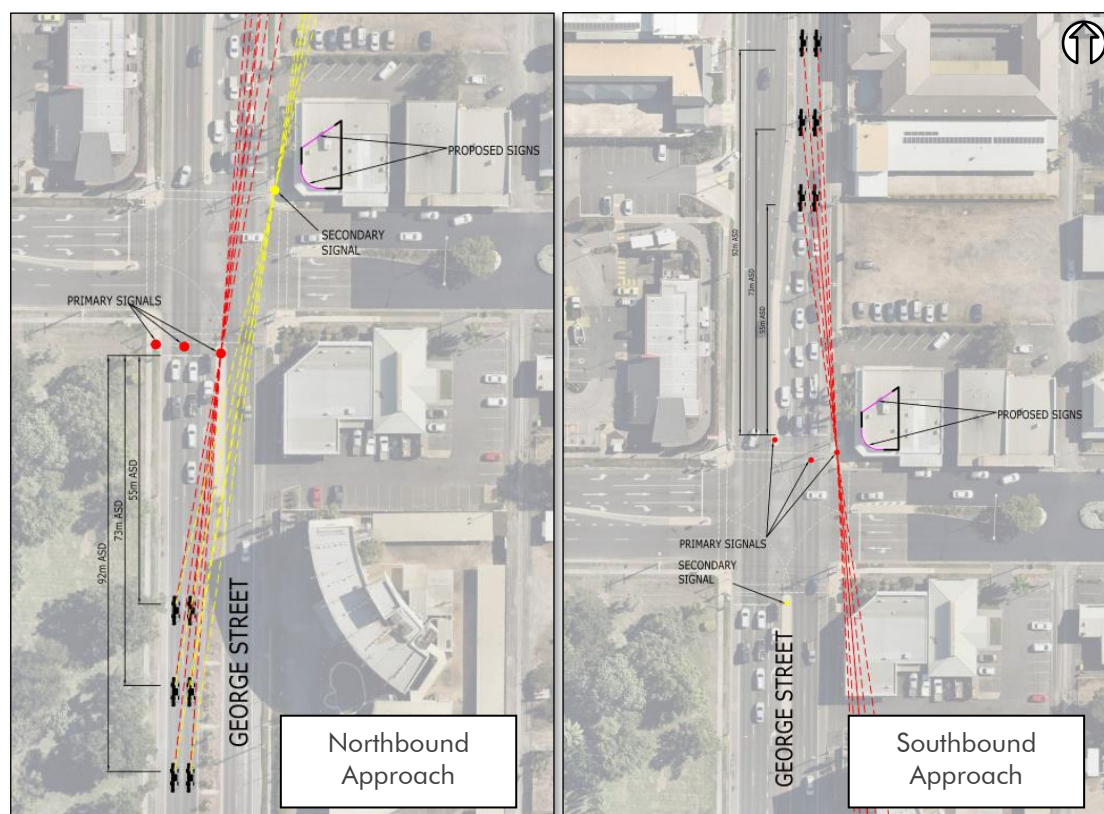 PROPOSED SIGNS
SECONDARY
SIGNAL
PRIMARY SIGNALS
55m ASD
73m ASD
92m ASD
GEORGE STREET
Northbound
Approach
92m ASD
73m ASD
55m ASD
PROPOSED SIGNS
PRIMARY SIGNALS
SECONDARY
SIGNAL
GEORGE STREET
Southbound
Approach